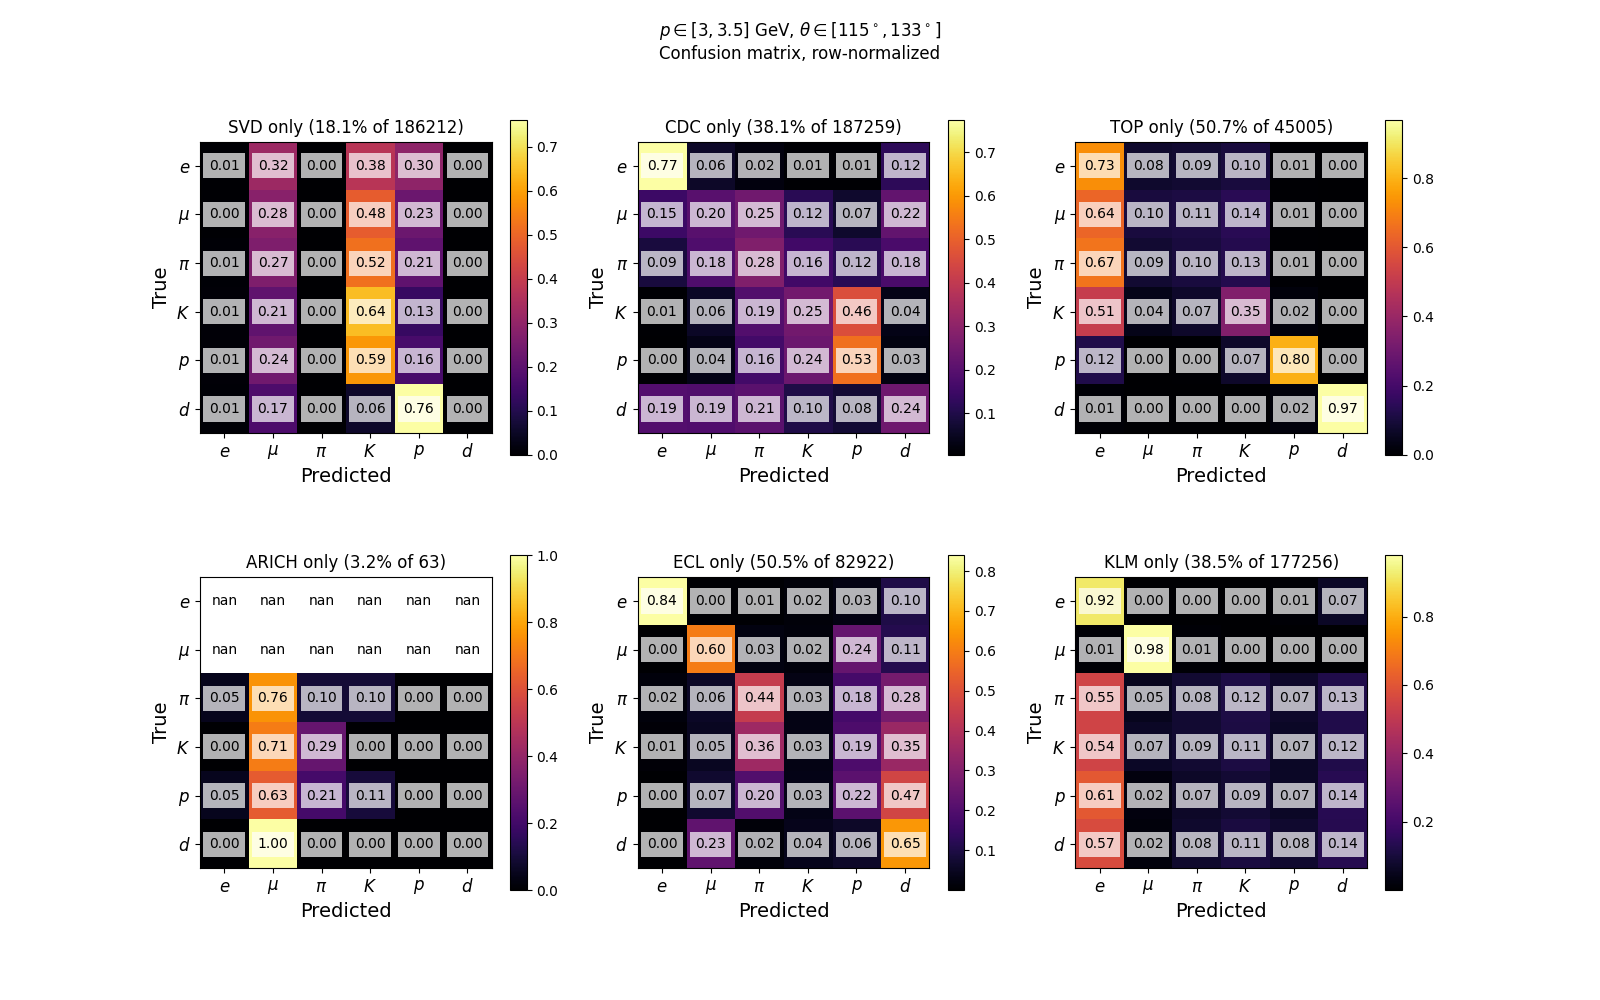 p ∈ [3, 3.5] GeV, θ ∈ [115°, 133°]
Confusion matrix, row-normalized
SVD only (18.1% of 186212)
True
e 0.01 0.32 0.00 0.38 0.30 0.00
μ 0.00 0.28 0.00 0.48 0.23 0.00
π 0.01 0.27 0.00 0.52 0.21 0.00
K 0.01 0.21 0.00 0.64 0.13 0.00
p 0.01 0.24 0.00 0.59 0.16 0.00
d 0.01 0.17 0.00 0.06 0.76 0.00
e μ π K p d
Predicted
0.7
0.6
0.5
0.4
0.3
0.2
0.1
0.0
CDC only (38.1% of 187259)
True
0.77 0.06 0.02 0.01 0.01 0.12
0.15 0.20 0.25 0.12 0.07 0.22
0.09 0.18 0.28 0.16 0.12 0.18
0.01 0.06 0.19 0.25 0.46 0.04
0.00 0.04 0.16 0.24 0.53 0.03
0.19 0.19 0.21 0.10 0.08 0.24
e μ π K p d
Predicted
0.7
0.6
0.5
0.4
0.3
0.2
0.1
TOP only (50.7% of 45005)
True
e 0.73 0.08 0.09 0.10 0.01 0.00
μ 0.64 0.10 0.11 0.14 0.01 0.00
π 0.67 0.09 0.10 0.13 0.01 0.00
K 0.51 0.04 0.07 0.35 0.02 0.00
p 0.12 0.00 0.00 0.07 0.80 0.00
d 0.01 0.00 0.00 0.00 0.02 0.97
e μ π K p d
Predicted
0.8
0.6
0.4
0.2
0.0
ARICH only (3.2% of 63)
True
e nan nan nan nan nan nan
μ nan nan nan nan nan nan
π 0.05 0.76 0.10 0.10 0.00 0.00
K 0.00 0.71 0.29 0.00 0.00 0.00
p 0.05 0.63 0.21 0.11 0.00 0.00
d 0.00 1.00 0.00 0.00 0.00 0.00
e μ π K p d
Predicted
1.0
0.8
0.6
0.4
0.2
0.0
ECL only (50.5% of 82922)
True
e 0.84 0.00 0.01 0.02 0.03 0.10
μ 0.00 0.60 0.03 0.02 0.24 0.11
π 0.02 0.06 0.44 0.03 0.18 0.28
K 0.01 0.05 0.36 0.03 0.19 0.35
p 0.00 0.07 0.20 0.03 0.22 0.47
d 0.00 0.23 0.02 0.04 0.06 0.65
e μ π K p d
Predicted
0.8
0.7
0.6
0.5
0.4
0.3
0.2
0.1
KLM only (38.5% of 177256)
True
e 0.92 0.00 0.00 0.00 0.01 0.07
μ 0.01 0.98 0.01 0.00 0.00 0.00
π 0.55 0.05 0.08 0.12 0.07 0.13
K 0.54 0.07 0.09 0.11 0.07 0.12
p 0.61 0.02 0.07 0.09 0.07 0.14
d 0.57 0.02 0.08 0.11 0.08 0.14
e μ π K p d
Predicted
0.8
0.6
0.4
0.2